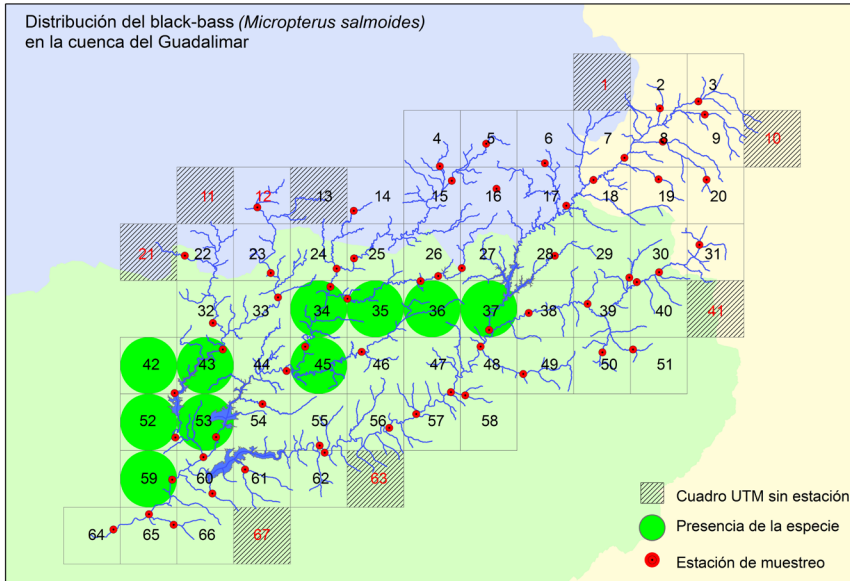 Distribución del black-bass (Micropterus salmoides)
en la cuenca del Guadalimar
1 2 3
4 5 6 7 8 9 10
11 12 13 14 15 16 17 18 19 20
21 22 23 24 25 26 27 28 29 30 31
32 33 34 35 36 37 38 39 40 41
42 43 44 45 46 47 48 49 50 51
52 53 54 55 56 57 58
59 60 61 62 63
64 65 66 67
Cuadro UTM sin estación
Presencia de la especie
Estación de muestreo